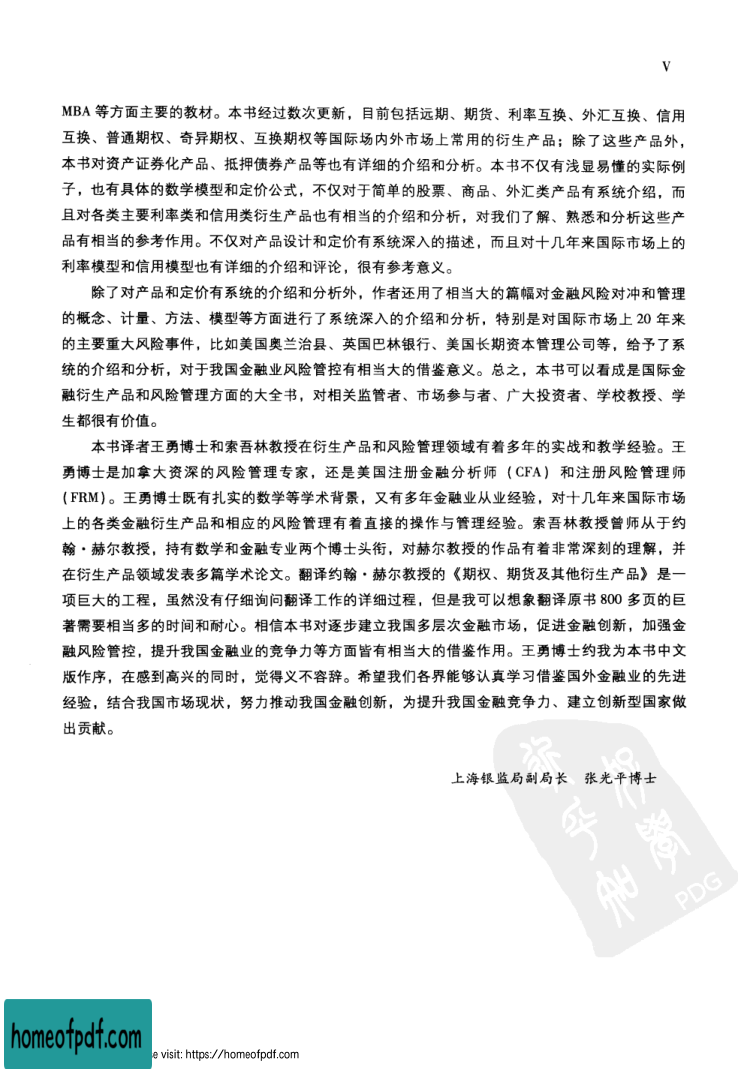 V
MBA 等方面主要的教材。本书经过数次更新，目前包括远期、期货、利率互换、外汇互换、信用
互换、普通期权、奇异期权、互换期权等国际场内外市场上常用的衍生产品；除了这些产品外，
本书对资产证券化产品、抵押债券产品等也有详细的介绍和分析。本书不仅有浅显易懂的实际例
子，也有具体的数学模型和定价公式，不仅对于简单的股票、商品、外汇类产品有系统介绍，而
且对各类主要利率类和信用类衍生产品也有相当的介绍和分析，对我们了解、熟悉和分析这些产
品有相当的参考作用。不仅对产品设计和定价有系统深入的描述，而且对十几年来国际市场上的
利率模型和信用模型也有详细的介绍和评论，很有参考意义。
除了对产品和定价有系统的介绍和分析外，作者还用了相当大的篇幅对金融风险对冲和管理
的概念、计量、方法、模型等方面进行了系统深入的介绍和分析，特别是对国际市场上 20 年来
的主要重大风险事件，比如美国奥兰治县、英国巴林银行、美国长期资本管理公司等，给予了系
统的介绍和分析，对于我国金融业风险管控有相当大的借鉴意义。总之，本书可以看成是国际金
融衍生产品和风险管理方面的大全书，对相关监管者、市场参与者、广大投资者、学校教授、学
生都很有价值。
本书译者王勇博士和索吾林教授在衍生产品和风险管理领域有着多年的实战和教学经验。王
勇博士是加拿大资深的风险管理专家，还是美国注册金融分析师（CFA）和注册风险管理师
(FRM)。王勇博士既有扎实的数学等学术背景，又有多年金融业从业经验，对十几年来国际市场
上的各类金融衍生产品和相应的风险管理有着直接的操作与管理经验。索吾林教授曾师从于约
翰·赫尔教授，持有数学和金融专业两个博士头衔，对赫尔教授的作品有着非常深刻的理解，并
在衍生产品领域发表多篇学术论文。翻译约翰·赫尔教授的《期权、期货及其他衍生产品》是一
项巨大的工程，虽然没有仔细询问翻译工作的详细过程，但是我可以想象翻译原书 800 多页的巨
著需要相当多的时间和耐心。相信本书对逐步建立我国多层次金融市场，促进金融创新，加强金
融风险管控，提升我国金融业的竞争力等方面皆有相当大的借鉴作用。王勇博士约我为本书中文
版作序，在感到高兴的同时，觉得义不容辞。希望我们各界能够认真学习借鉴国外金融业的先进
经验，结合我国市场现状，努力推动我国金融创新，为提升我国金融竞争力、建立创新型国家做
出贡献。
上海银监局副局长 张光平博士
PDG
homeofpdf.com
e visit: https://homeofpdf.com